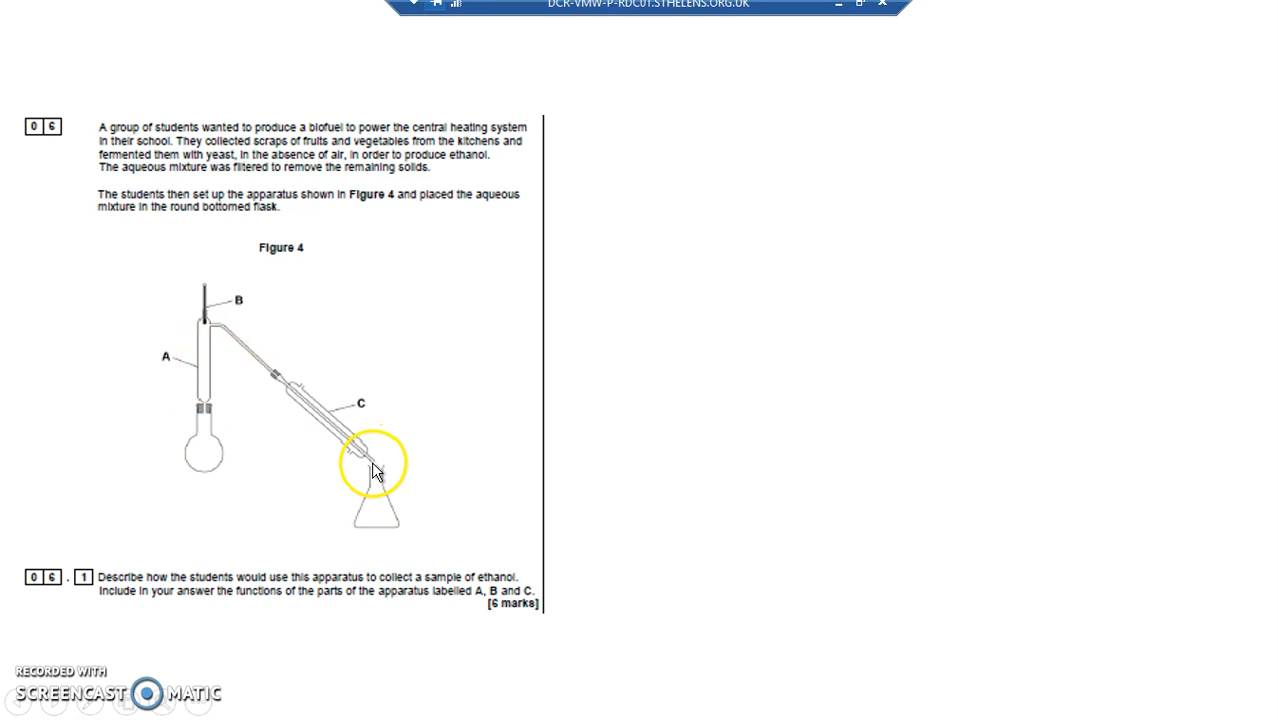 DCR-VMW-P-RDC01.STHELENS.ORG.UK
0 6
A group of students wanted to produce a biofuel to power the central heating system
in their school. They collected scraps of fruits and vegetables from the kitchens and
fermented them with yeast, in the absence of air, in order to produce ethanol.
The aqueous mixture was filtered to remove the remaining solids.
The students then set up the apparatus shown in Figure 4 and placed the aqueous
mixture in the round bottomed flask.
Figure 4
B
A
C
0 6 . 1 Describe how the students would use this apparatus to collect a sample of ethanol.
Include in your answer the functions of the parts of the apparatus labelled A, B and C.
[6 marks]
RECORDED WITH
SCREENCAST MATIC